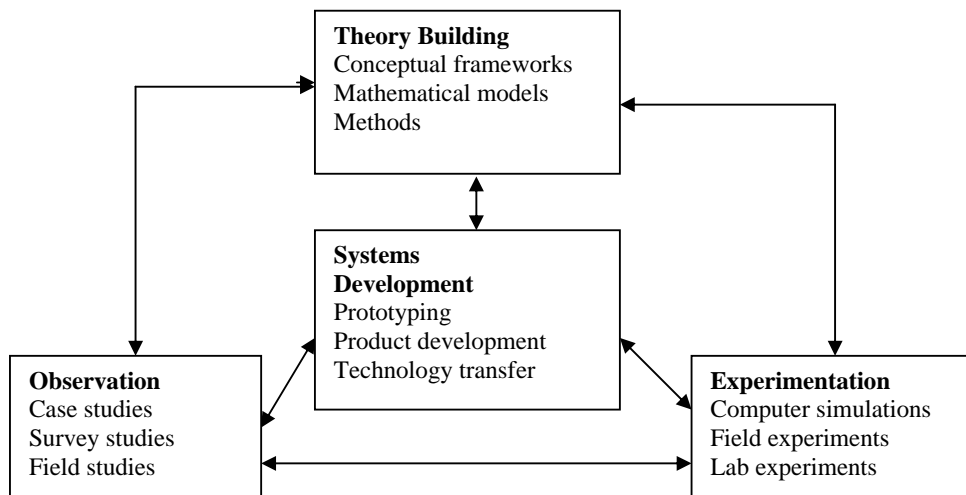 Theory Building
Conceptual frameworks
Mathematical models
Methods
Systems
Development
Prototyping
Product development
Technology transfer
Observation
Case studies
Survey studies
Field studies
Experimentation
Computer simulations
Field experiments
Lab experiments